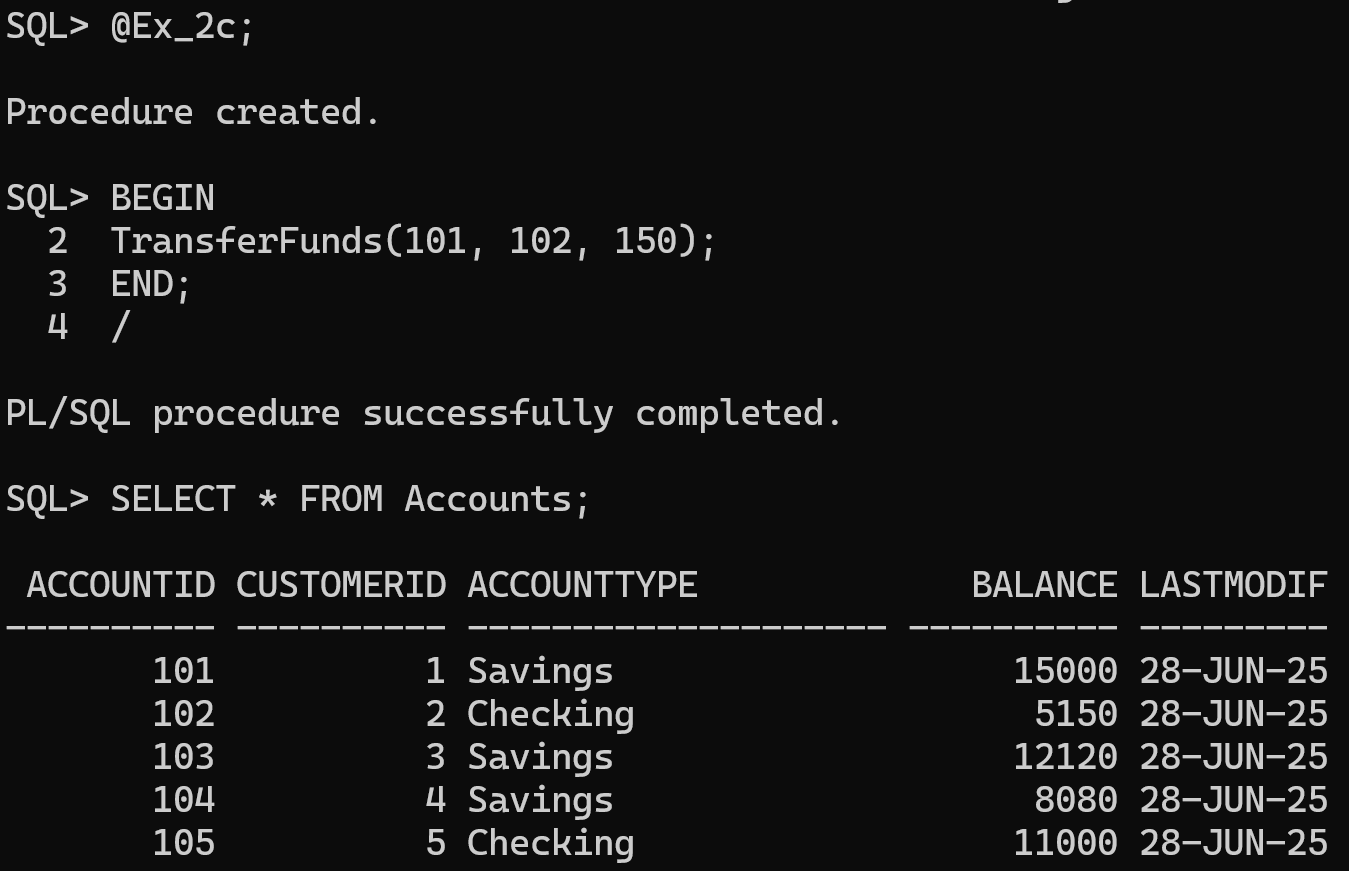 SQL> @Ex_2c;
Procedure created.
SQL> BEGIN
  2  TransferFunds(101, 102, 150);
  3  END;
  4  /
PL/SQL procedure successfully completed.
SQL> SELECT * FROM Accounts;
 ACCOUNTID CUSTOMERID ACCOUNTTYPE             BALANCE LASTMODIF
---------- ---------- -------------------- ---------- ---------
       101          1 Savings                   15000 28-JUN-25
       102          2 Checking                   5150 28-JUN-25
       103          3 Savings                   12120 28-JUN-25
       104          4 Savings                    8080 28-JUN-25
       105          5 Checking                  11000 28-JUN-25